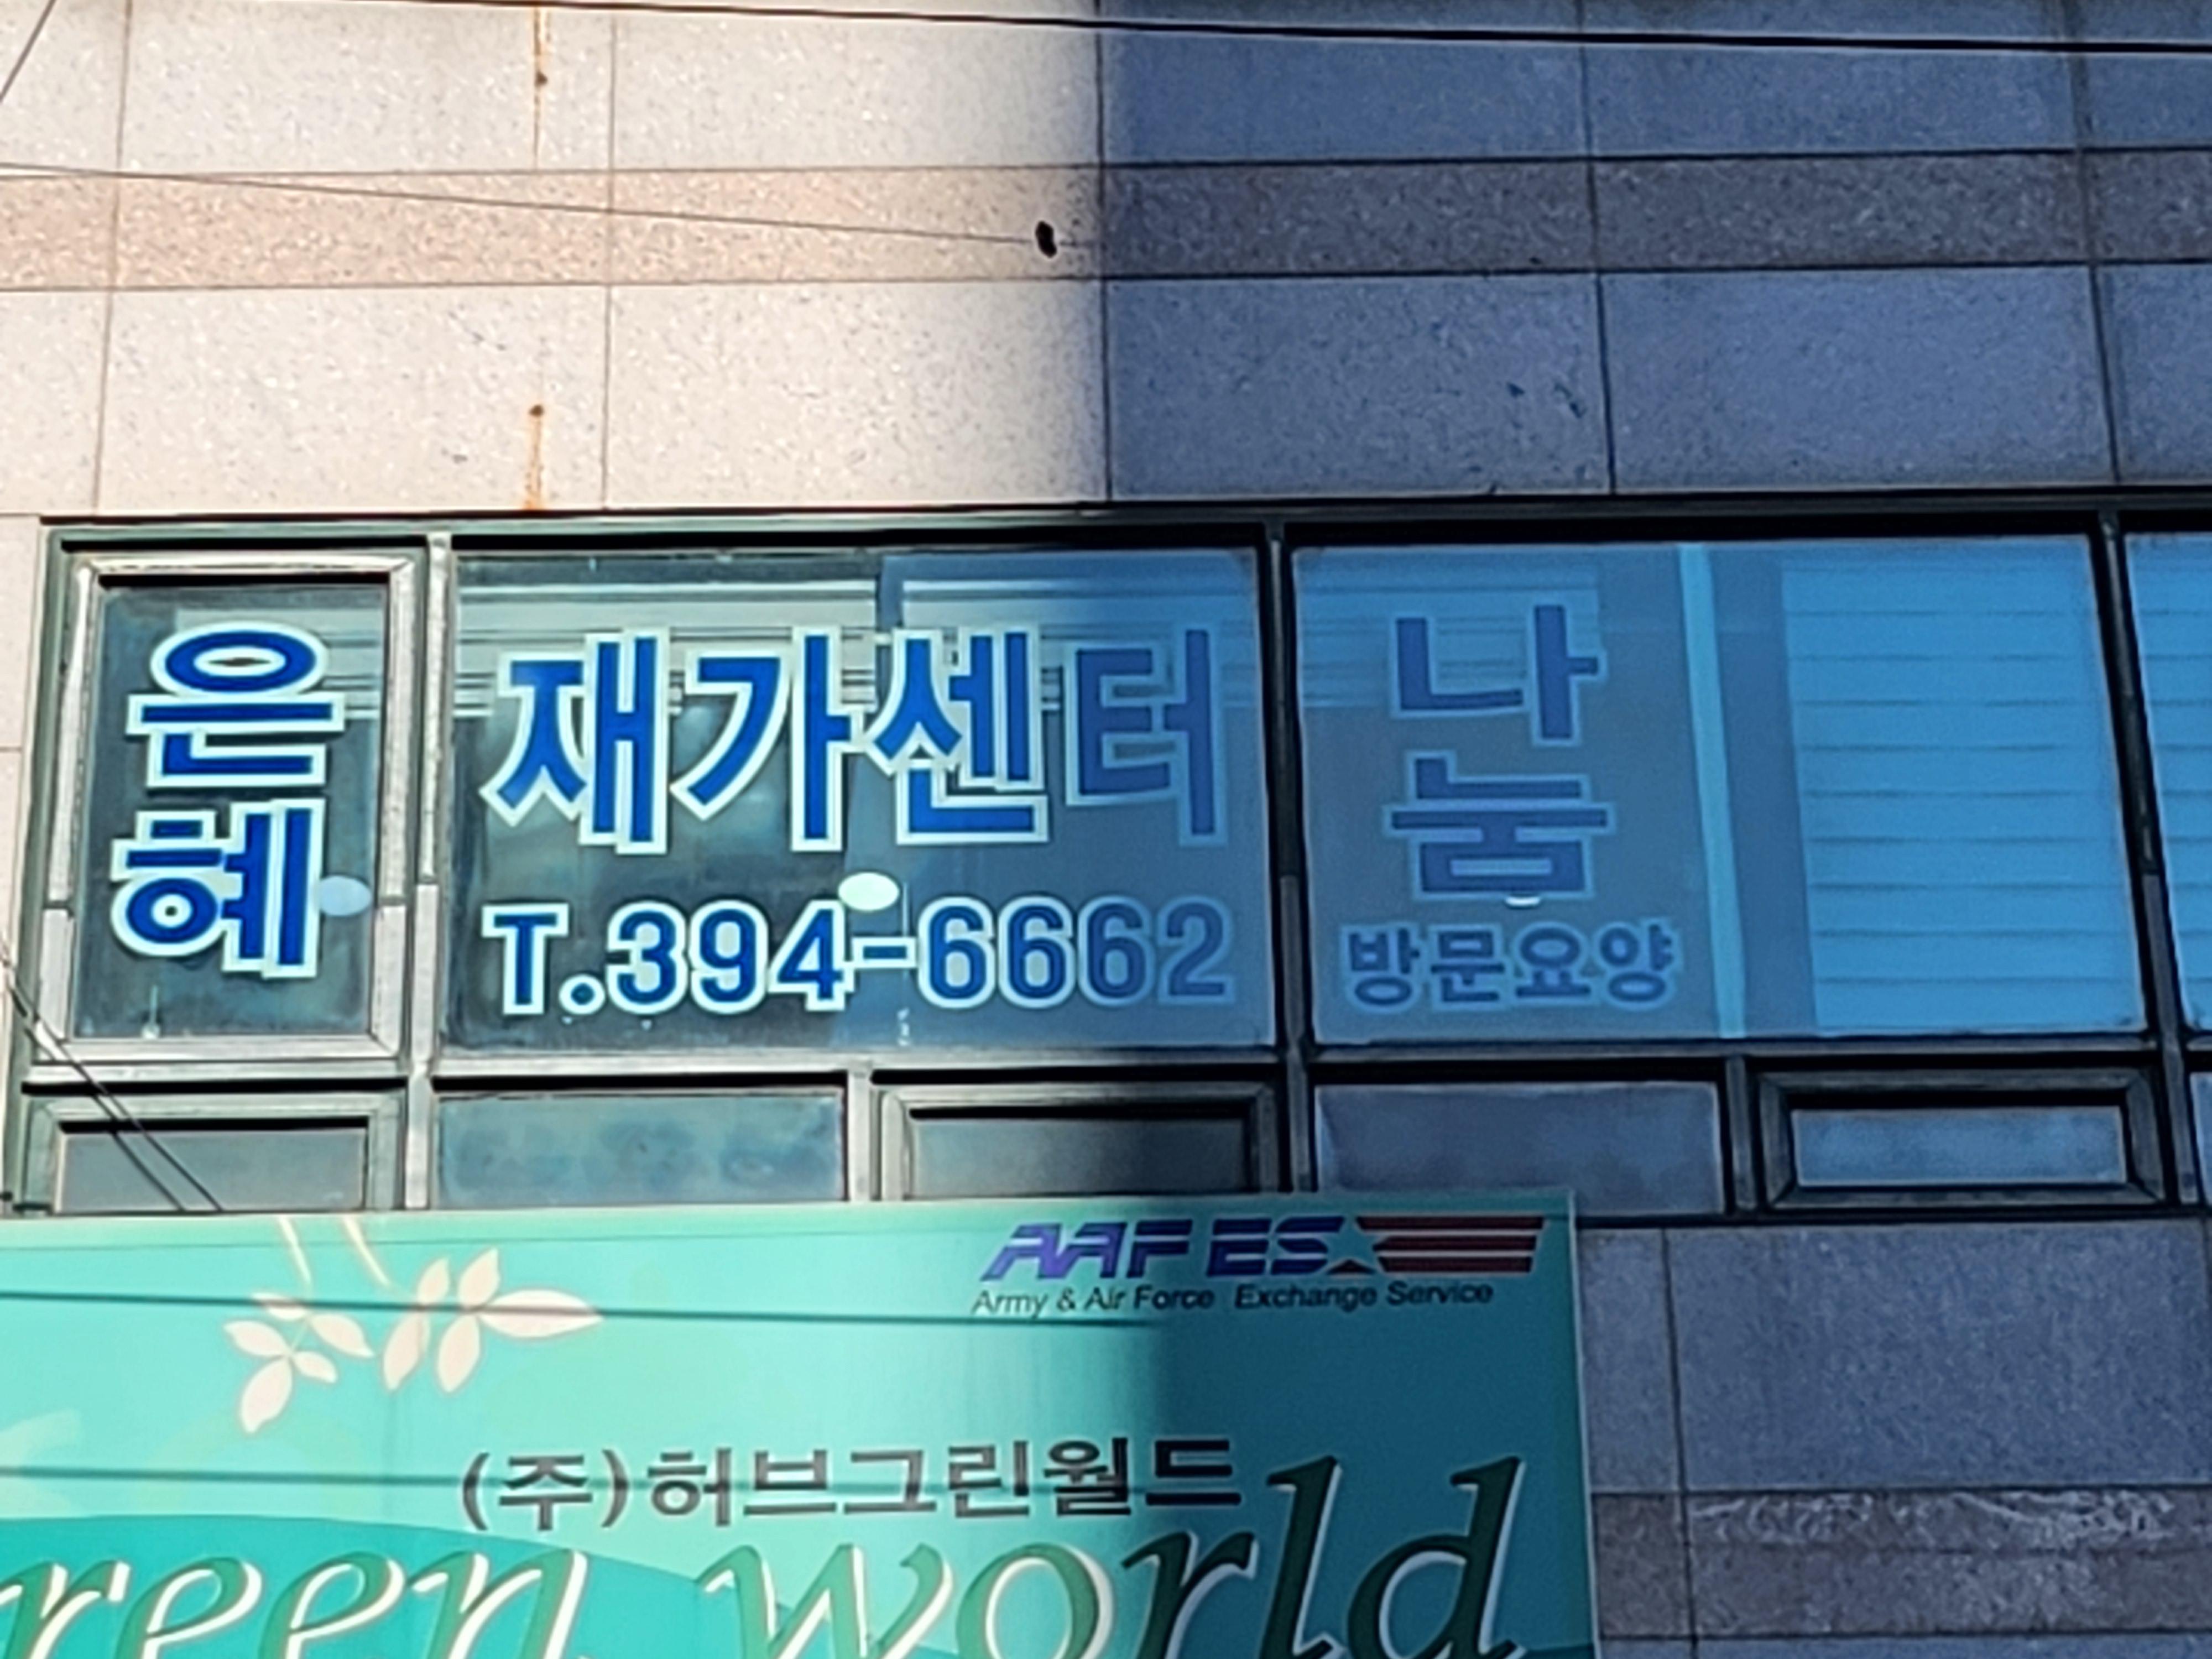 은혜
재가센터
T.394-6662
나눔
방문요양
AAFES
Army & Air Force Exchange Service
(주)허브그린월드
reen world